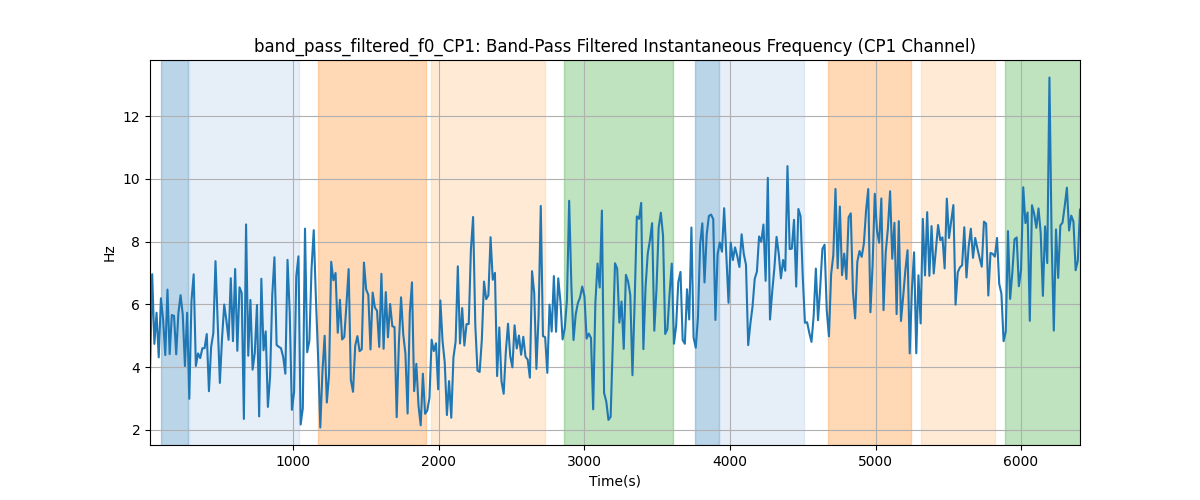 band_pass_filtered_f0_CP1: Band-Pass Filtered Instantaneous Frequency (CP1 Channel)
12
10
8
6
4
2
Hz
1000 2000 3000 4000 5000 6000
Time(s)